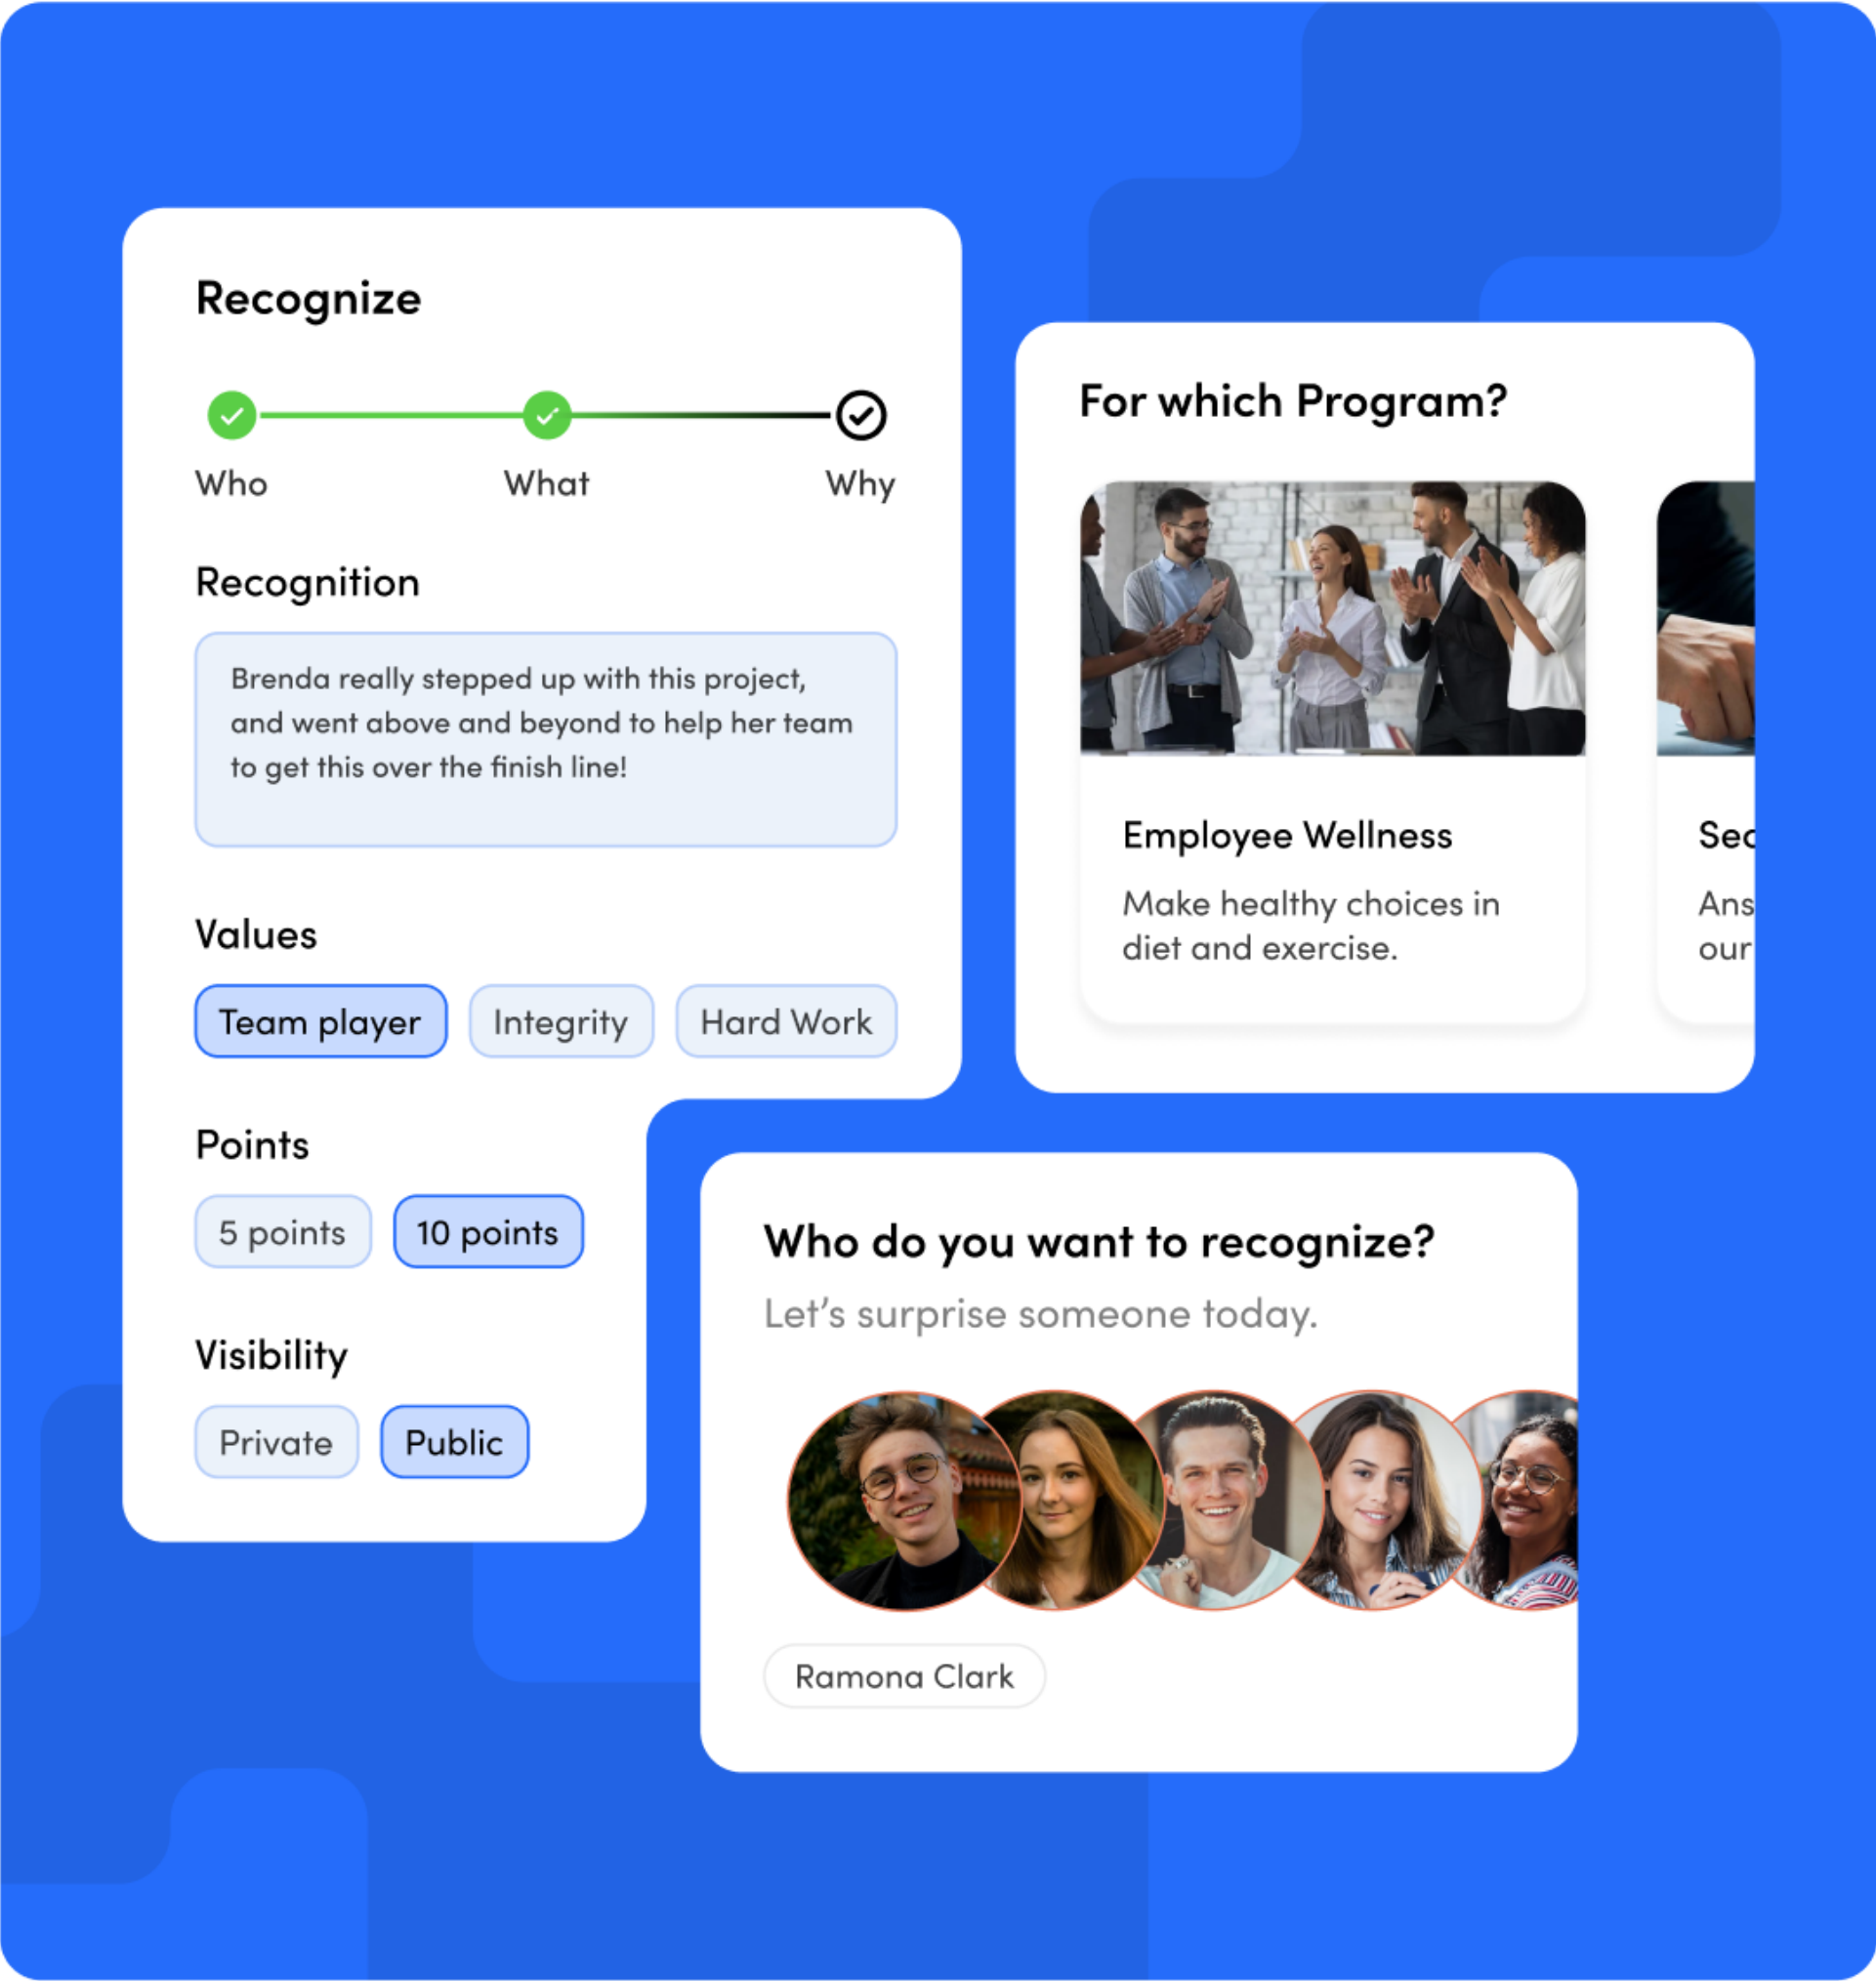 Recognize
Who
What
Why
Recognition
Brenda really stepped up with this project,
and went above and beyond to help her team
to get this over the finish line!
Values
Team player
Integrity
Hard Work
Points
5 points
10 points
Visibility
Private
Public
For which Program?
Employee Wellness
Make healthy choices in
diet and exercise.
our
Who do you want to recognize?
Let’s surprise someone today.
Ramona Clark